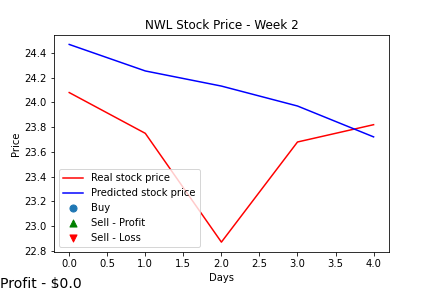 NWL Stock Price - Week 2
Price
24.4
24.2
24.0
23.8
23.6
23.4
23.2
23.0
22.8
Real stock price
Predicted stock price
Buy
Sell - Profit
Sell - Loss
0.0 0.5 1.0 1.5 2.0 2.5 3.0 3.5 4.0
Days
Profit - $0.0